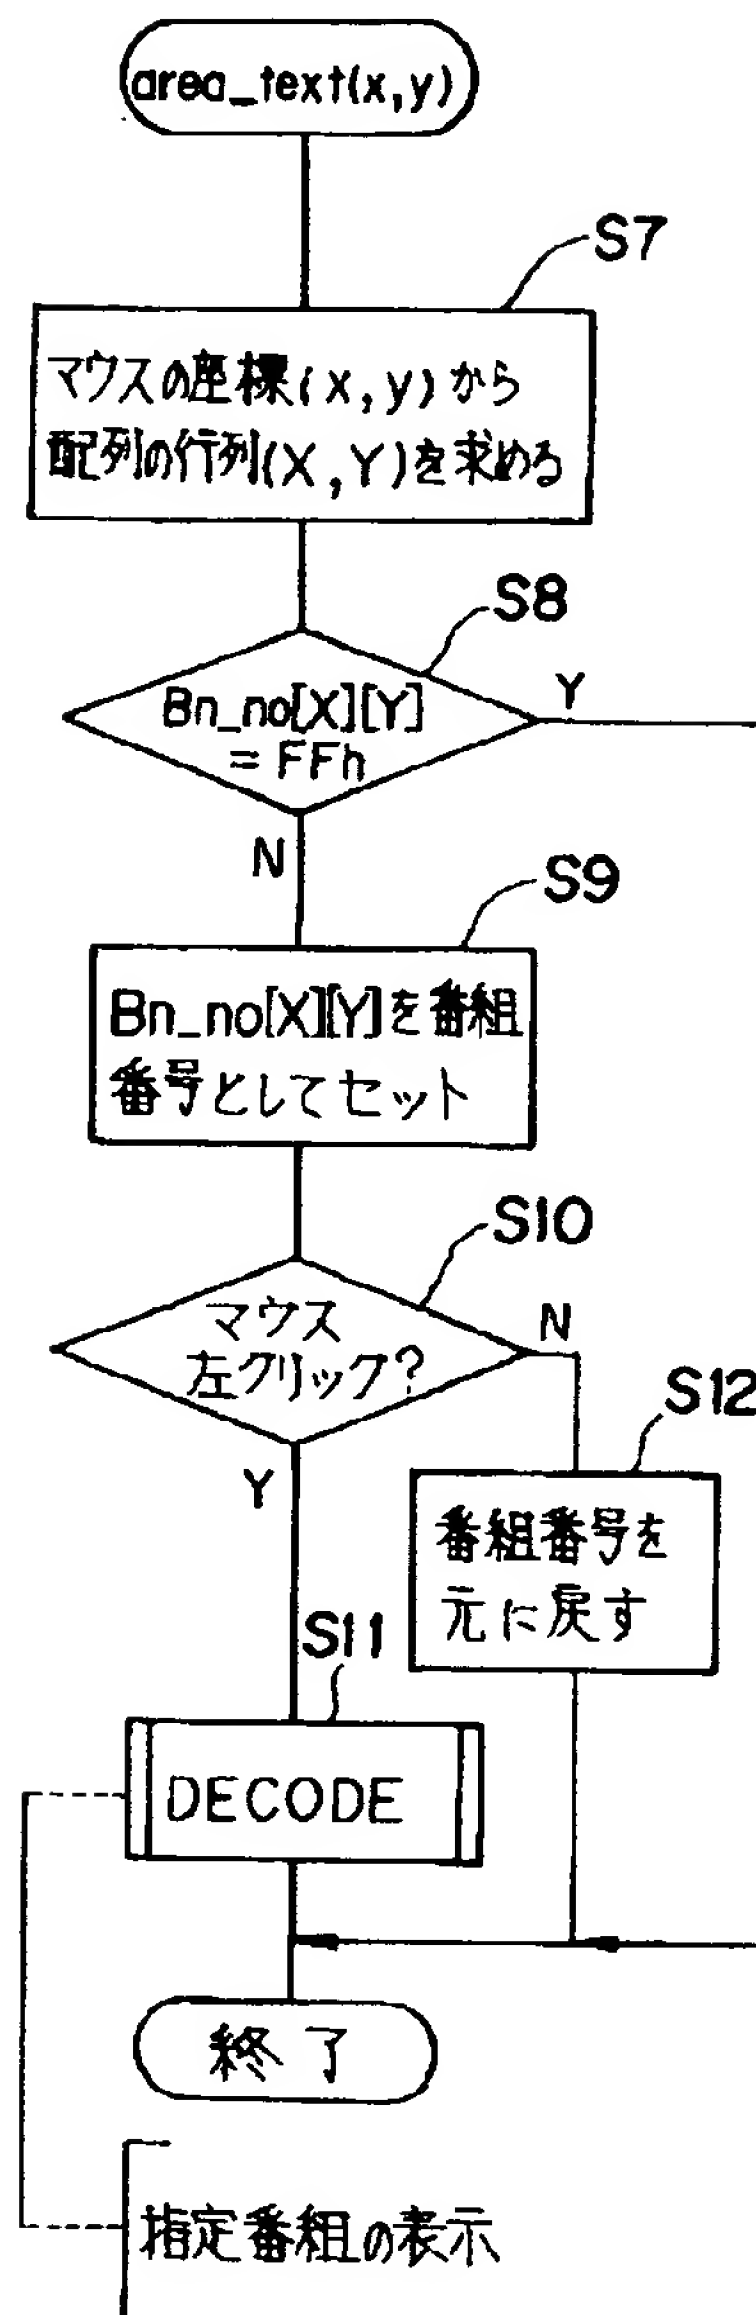 area_text(x,y)
S7
マウスの座標(x,y)から
配列の行列(X,Y)を求める
S8
Bn_no[X][Y]
=FFh
Y
N
S9
Bn_no[X][Y]を番組
番号としてセット
S10
マウス
左クリック?
N
Y
S12
番組番号を
元に戻す
S11
DECODE
終了
指定番組の表示